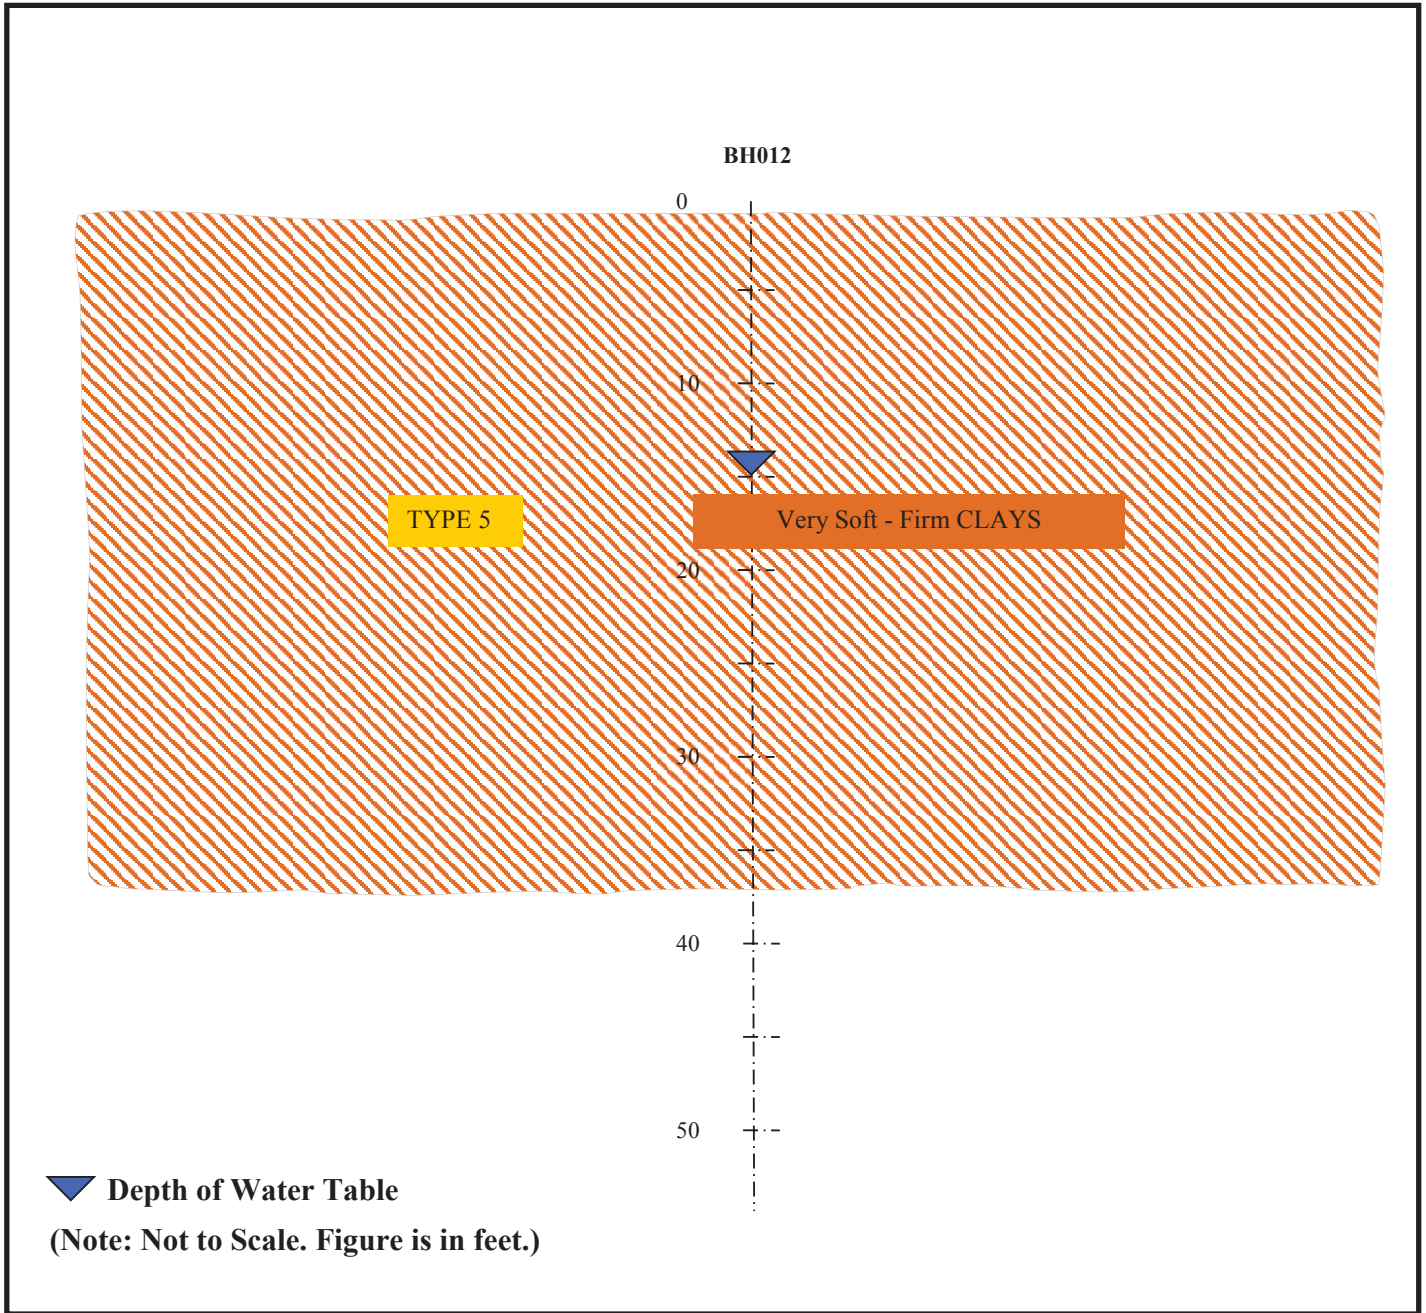 BH012
0
10
TYPE 5
Very Soft - Firm CLAYS
20
30
40
50
Depth of Water Table
(Note: Not to Scale. Figure is in feet.)